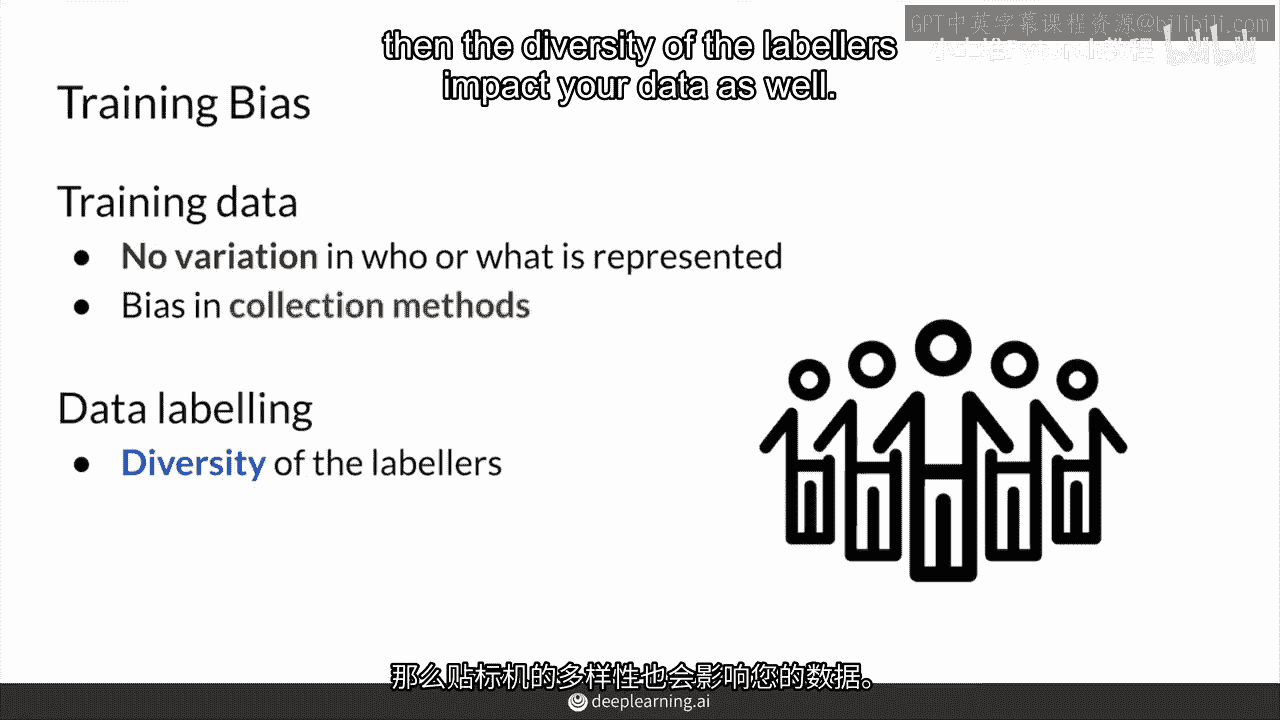 GPT中英字幕课程资源@bilibili.com
then the diversity of the labellers
impact your data as well.
Training Bias
Training data
● No variation in who or what is represented
● Bias in collection methods
Data labelling
● Diversity of the labellers
那么贴标机的多样性也会影响您的数据。
deeplearning.ai